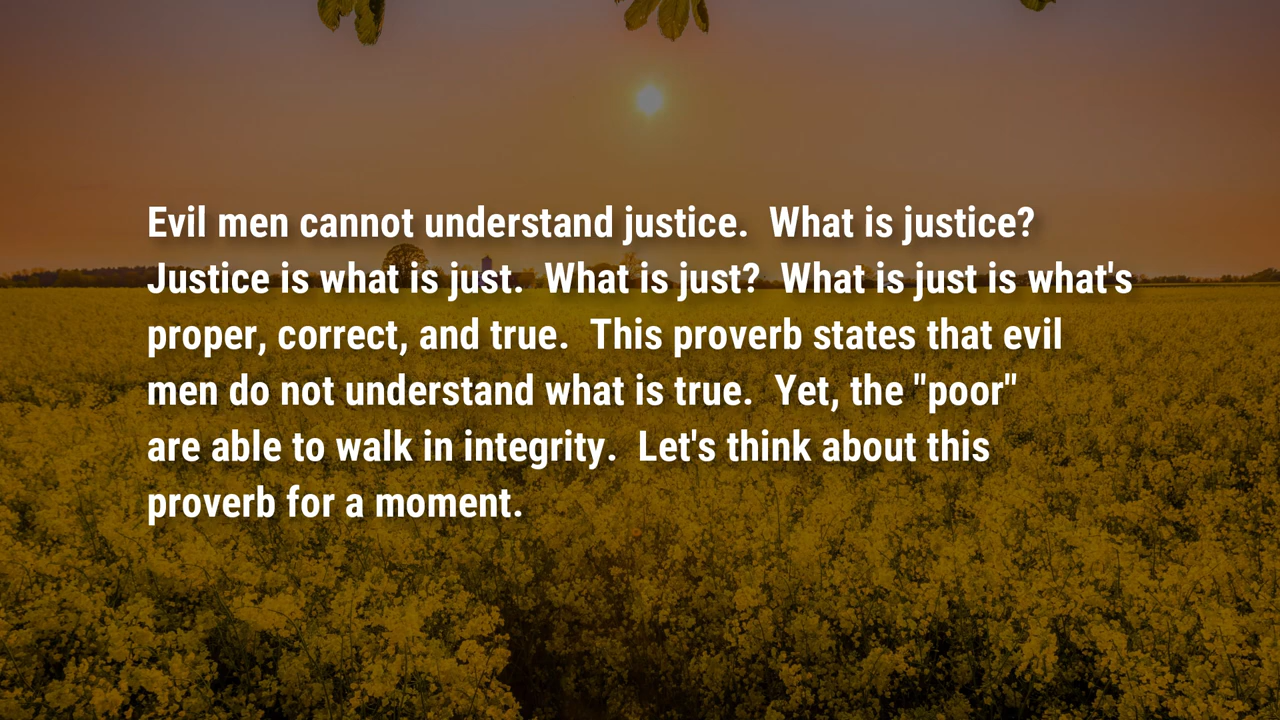 Evil men cannot understand justice.  What is justice?
Justice is what is just.  What is just?  What is just is what's
proper, correct, and true.  This proverb states that evil
men do not understand what is true.  Yet, the "poor"
are able to walk in integrity.  Let's think about this
proverb for a moment.